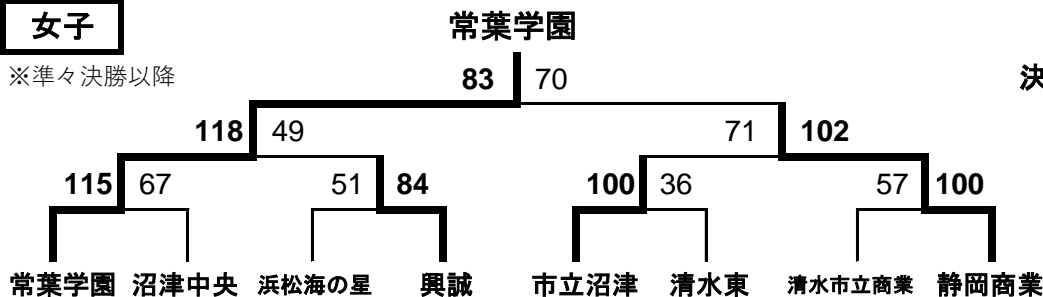 女子
常葉学園
※準々決勝以降
83 70
決
118 49 71 102
115 67 51 84 100 36 57 100
常葉学園 沼津中央 浜松海の星 興誠 市立沼津 清水東 清水市立商業 静岡商業